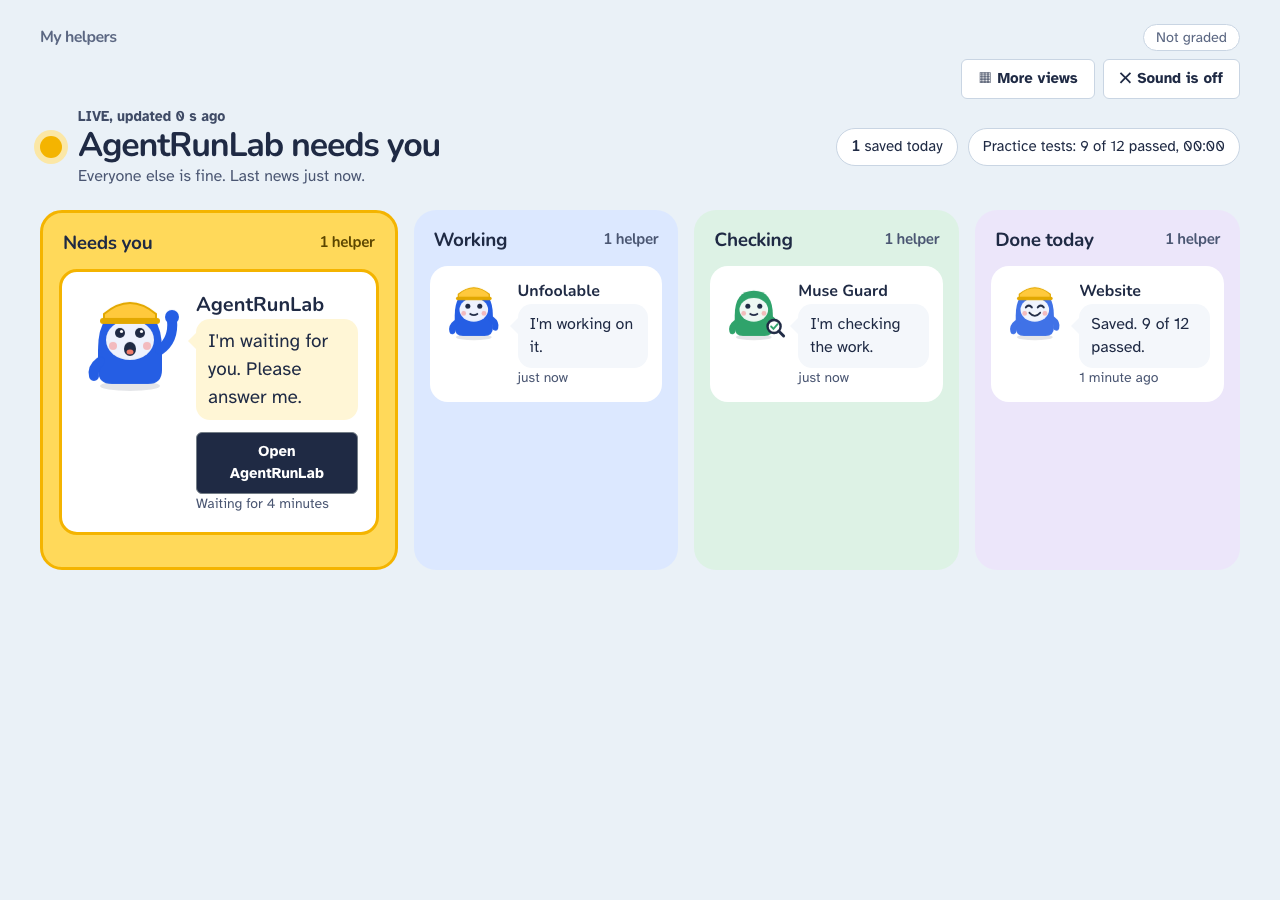 My helpers
Not graded
More views
Sound is off
LIVE, updated 0 s ago
AgentRunLab needs you
Everyone else is fine. Last news just now.
1 saved today
Practice tests: 9 of 12 passed, 00:00
Needs you
1 helper
AgentRunLab
I'm waiting for
you. Please
answer me.
Open
AgentRunLab
Waiting for 4 minutes
Working
1 helper
Unfoolable
I'm working on
it.
just now
Checking
1 helper
Muse Guard
I'm checking
the work.
just now
Done today
1 helper
Website
Saved. 9 of 12
passed.
1 minute ago